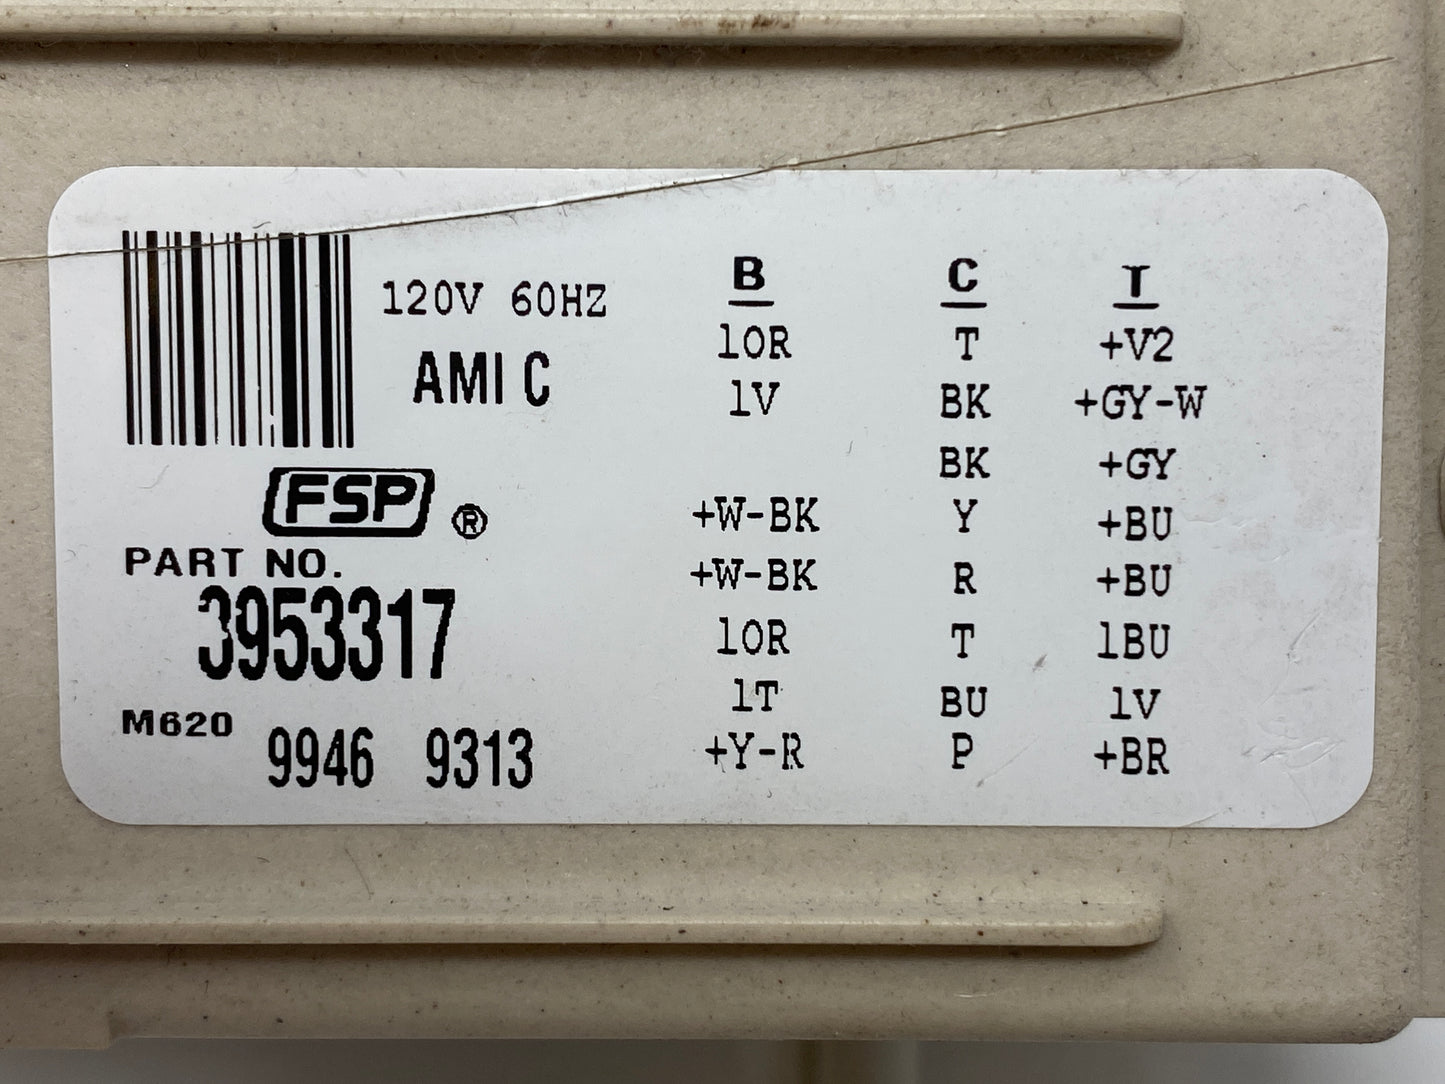 120V 60HZ
AMI C
FSP ®
PART NO.
3953317
M620 9946 9313
B C T
1OR T +V2
1V BK +GY-W
BK +GY
+W-BK Y +BU
+W-BK R +BU
1OR T 1BU
1T BU 1V
+Y-R P +BR